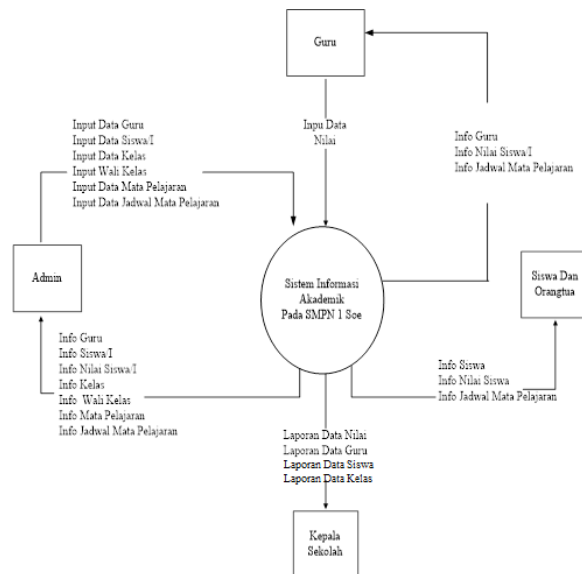 Guru
Input Data Guru
Input Data Siswa/I
Input Data Kelas
Input Wali Kelas
Input Data Mata Pelajaran
Input Data Jadwal Mata Pelajaran
Inpu Data
Nilai
Info Guru
Info Nilai Siswa/I
Info Jadwal Mata Pelajaran
Admin
Sistem Informasi
Akademik
Pada SMPN 1 Soe
Siswa Dan
Orangtua
Info Guru
Info Siswa/I
Info Nilai Siswa/I
Info Kelas
Info Wali Kelas
Info Mata Pelajaran
Info Jadwal Mata Pelajaran
Info Siswa
Info Nilai Siswa
Info Jadwal Mata Pelajaran
Laporan Data Nilai
Laporan Data Guru
Laporan Data Siswa
Laporan Data Kelas
Kepala
Sekolah